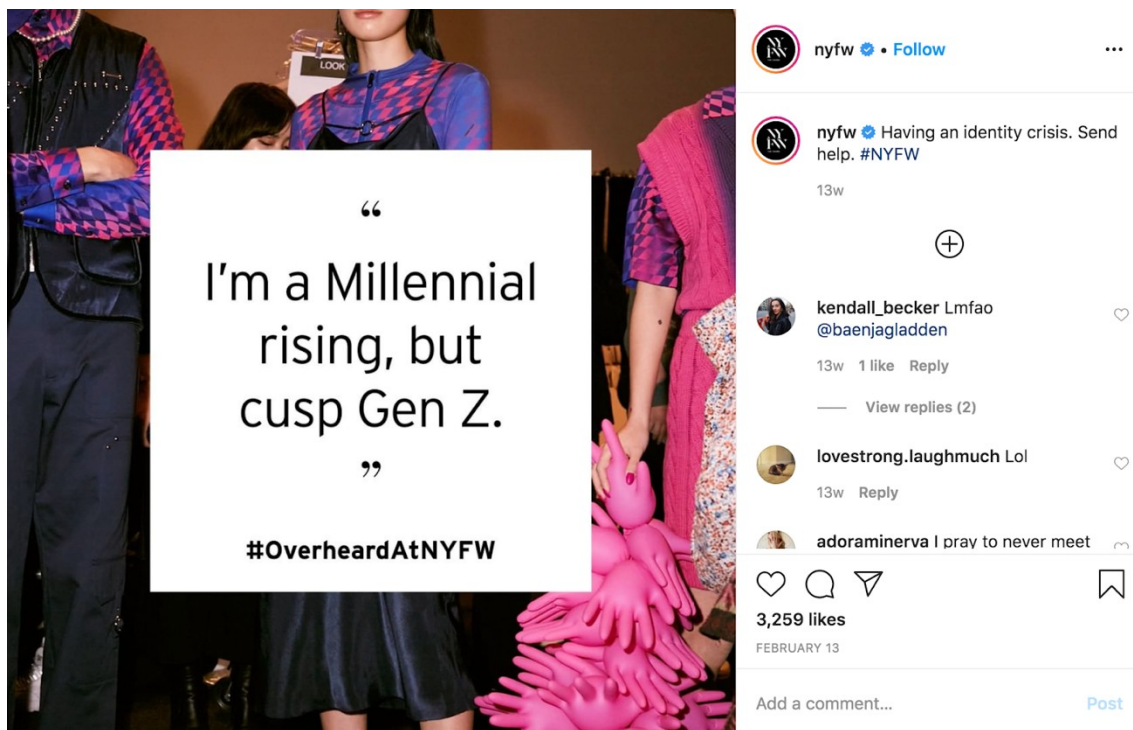 LOOK
“
I’m a Millennial
rising, but
cusp Gen Z.
”
#OverheardAtNYFW
nyfw • Follow
nyfw Having an identity crisis. Send
help. #NYFW
13w
kendall_becker Lmfao
@baenjagladden
13w 1 like Reply
View replies (2)
lovestrong.laughmuch Lol
13w Reply
adoraminerva I pray to never meet
3,259 likes
FEBRUARY 13
Add a comment... Post